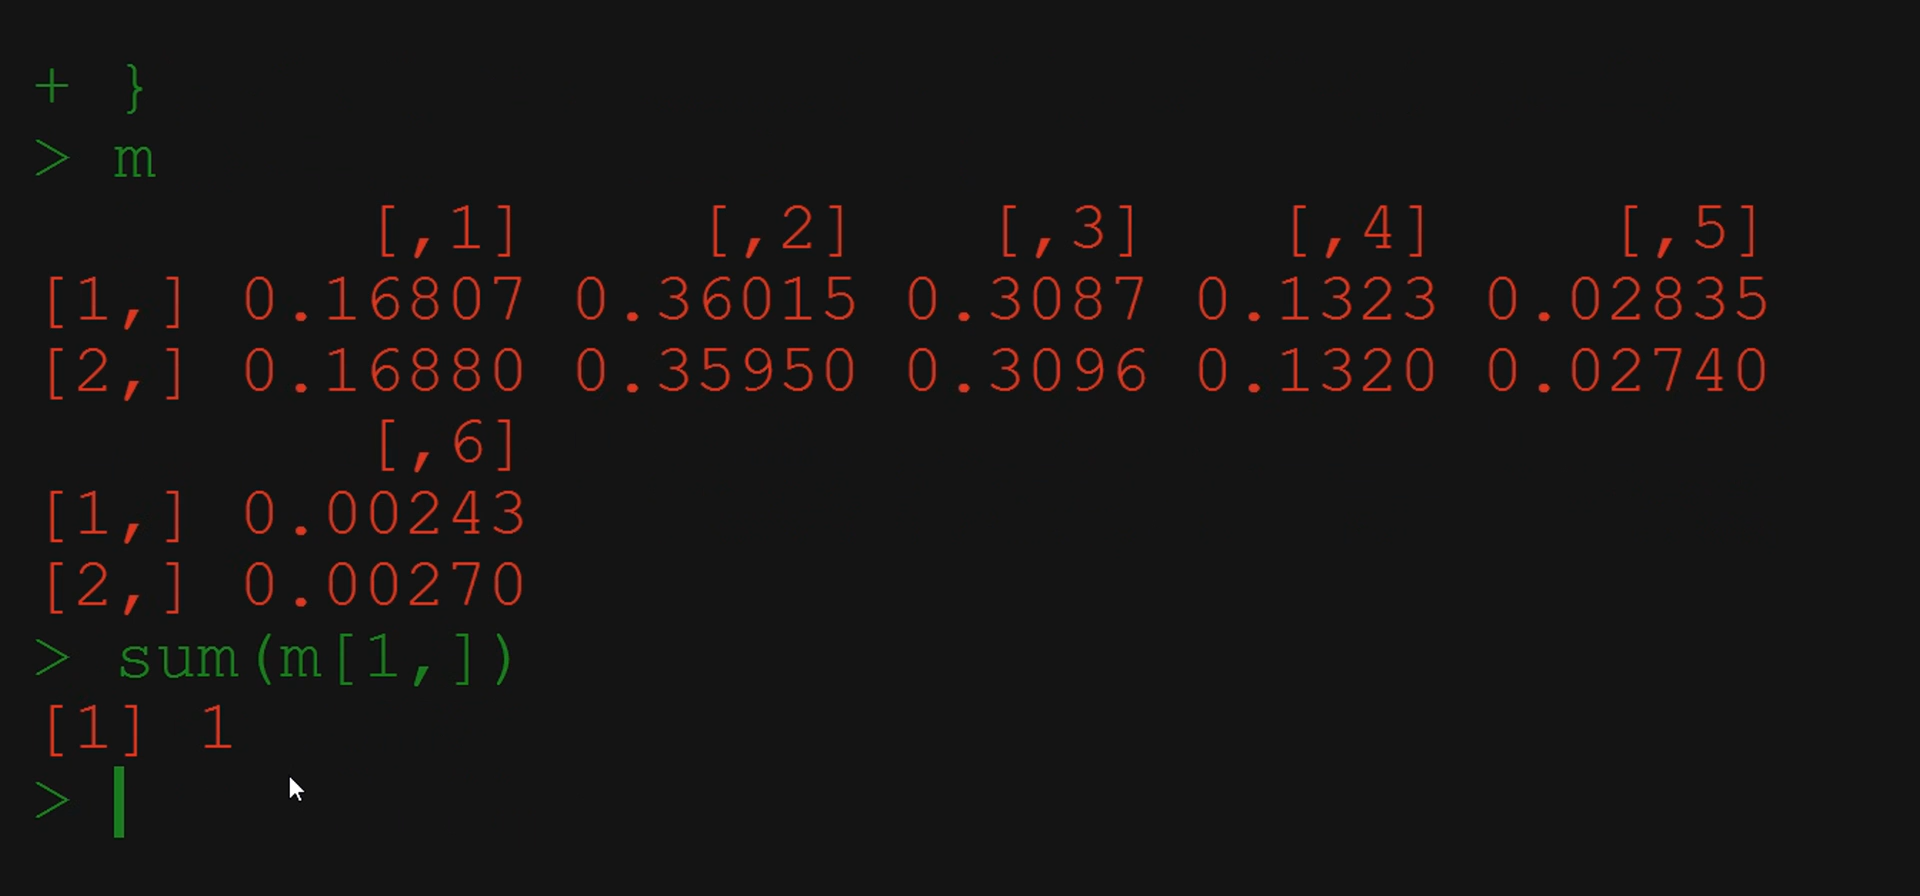 + }
> m
[,1] [,2] [,3] [,4] [,5]
[1,] 0.16807 0.36015 0.3087 0.1323 0.02835
[2,] 0.16880 0.35950 0.3096 0.1320 0.02740
[,6]
[1,] 0.00243
[2,] 0.00270
> sum(m[1,])
[1] 1
>